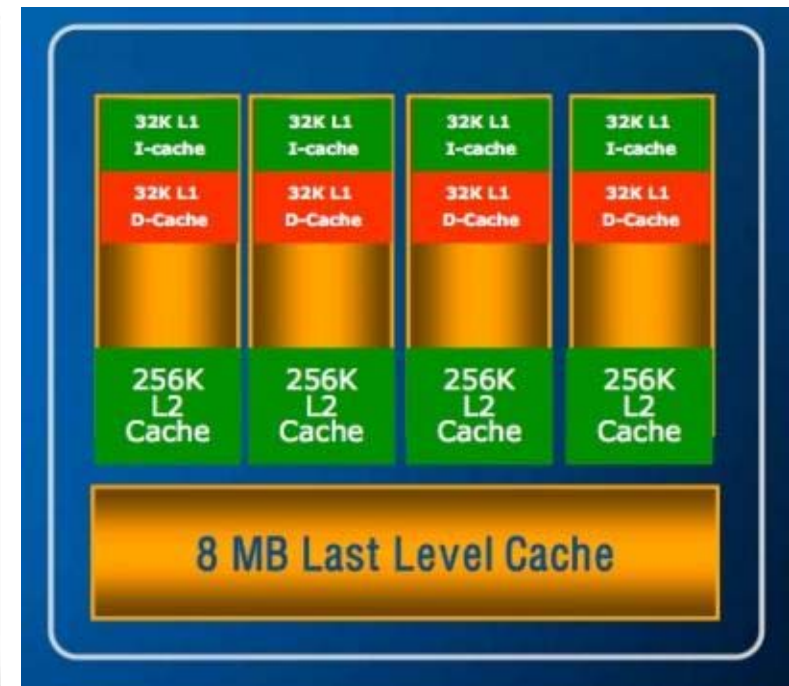 32K L1
I-cache
32K L1
I-cache
32K L1
I-cache
32K L1
I-cache
32K L1
D-Cache
32K L1
D-Cache
32K L1
D-Cache
32K L1
D-Cache
256K
L2
Cache
256K
L2
Cache
256K
L2
Cache
256K
L2
Cache
8 MB Last Level Cache